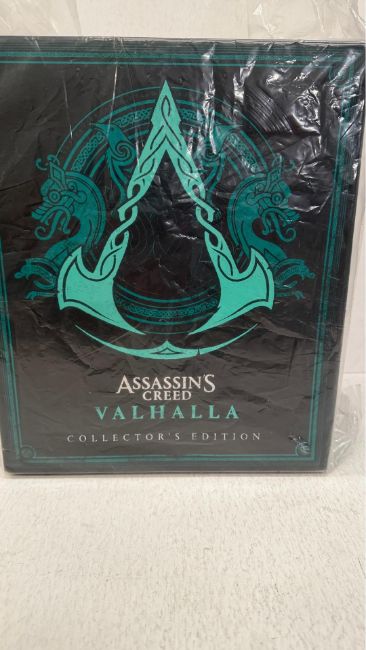 ASSASSIN'S
CREED
VALHALLA
COLLECTOR'S EDITION